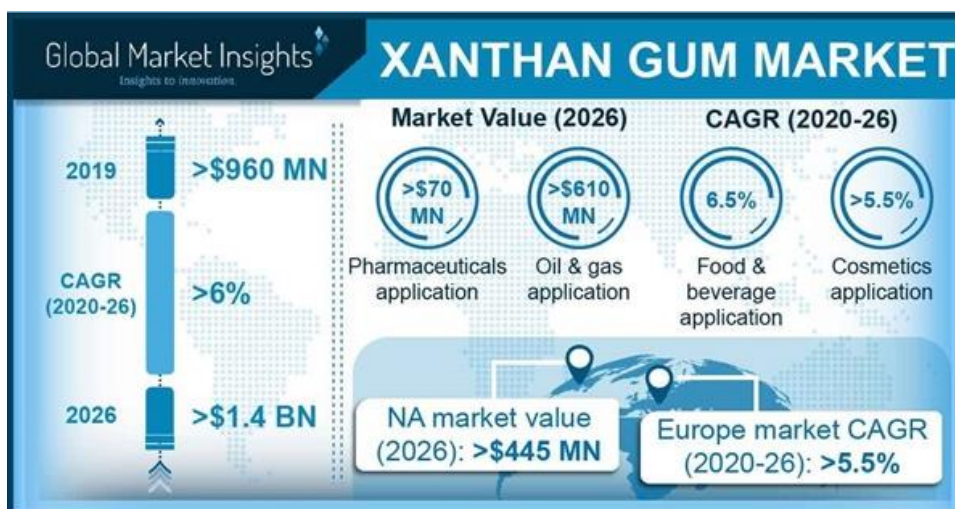 Global Market Insights
Insights to innovation.
XANTHAN GUM MARKET
2019
>$960 MN
CAGR
(2020-26)
>6%
2026
>$1.4 BN
Market Value (2026)
>$70
MN
Pharmaceuticals
application
>$610
MN
Oil & gas
application
CAGR (2020-26)
6.5%
Food &
beverage
application
>5.5%
Cosmetics
application
NA market value
(2026): >$445 MN
Europe market CAGR
(2020-26): >5.5%